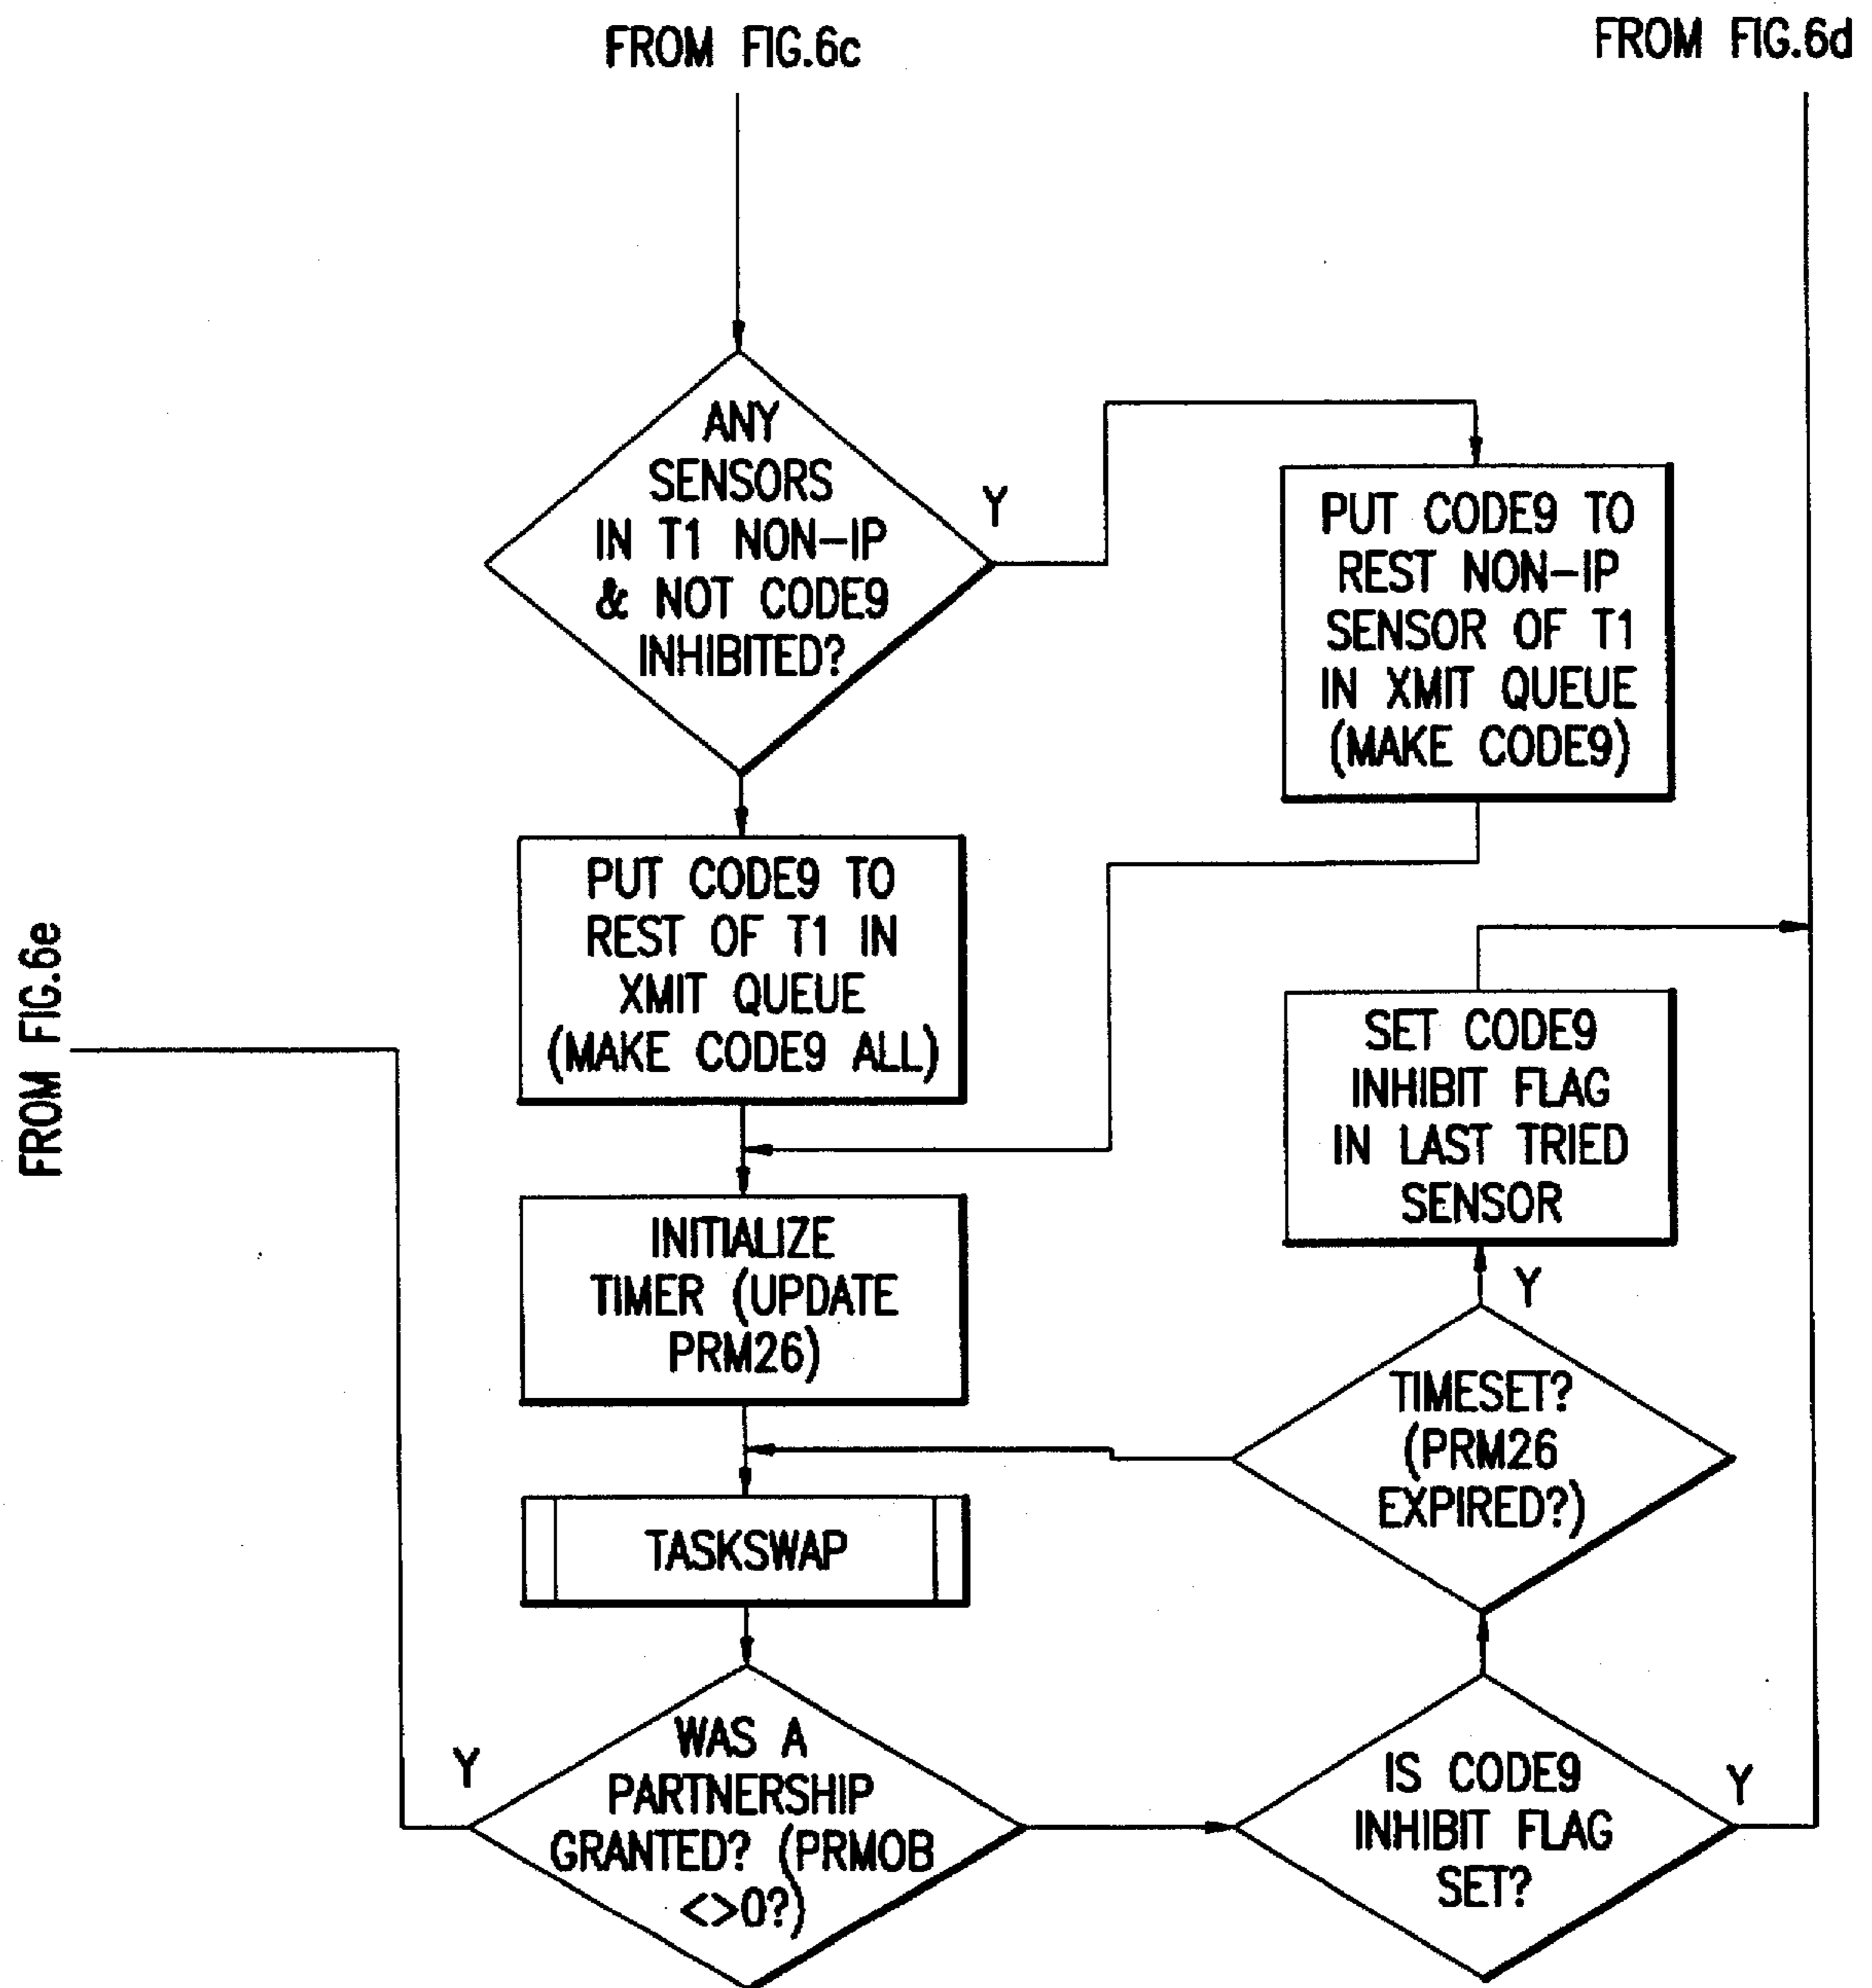 FROM FIG.6c
FROM FIG.6d
ANY
SENSORS
IN T1 NON-IP
& NOT CODE9
INHIBITED?
Y
PUT CODE9 TO
REST NON-IP
SENSOR OF T1
IN XMIT QUEUE
(MAKE CODE9)
PUT CODE9 TO
REST OF T1 IN
XMIT QUEUE
(MAKE CODE9 ALL)
FROM FIG.6e
SET CODE9
INHIBIT FLAG
IN LAST TRIED
SENSOR
INITIALIZE
TIMER (UPDATE
PRM26)
Y
TIMESET?
(PRM26
EXPIRED?)
TASKSWAP
Y
WAS A
PARTNERSHIP
GRANTED? (PRMOB
<>0?)
IS CODE9
INHIBIT FLAG
SET?
Y